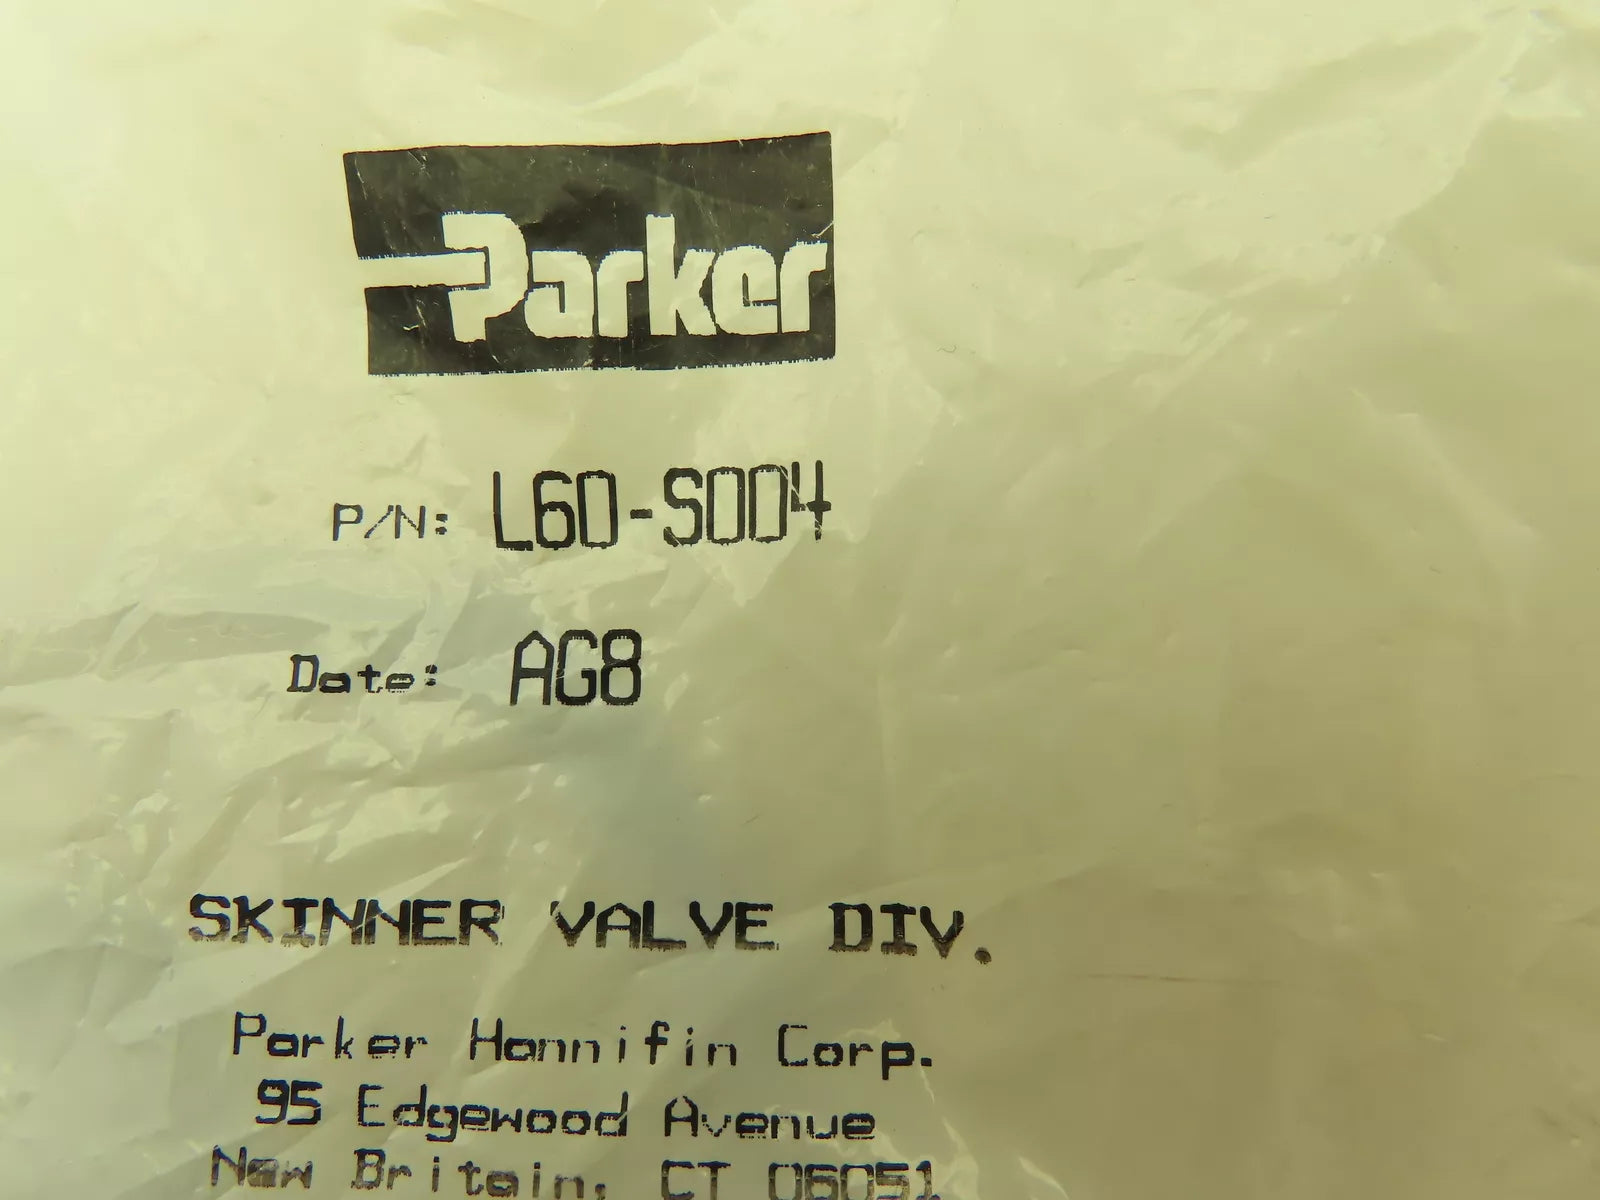 Parker
P/N: L60-S004
Date: AG8
SKINNER VALVE DIV.
Parker Hannifin Corp.
95 Edgewood Avenue
New Britain, CT 06051